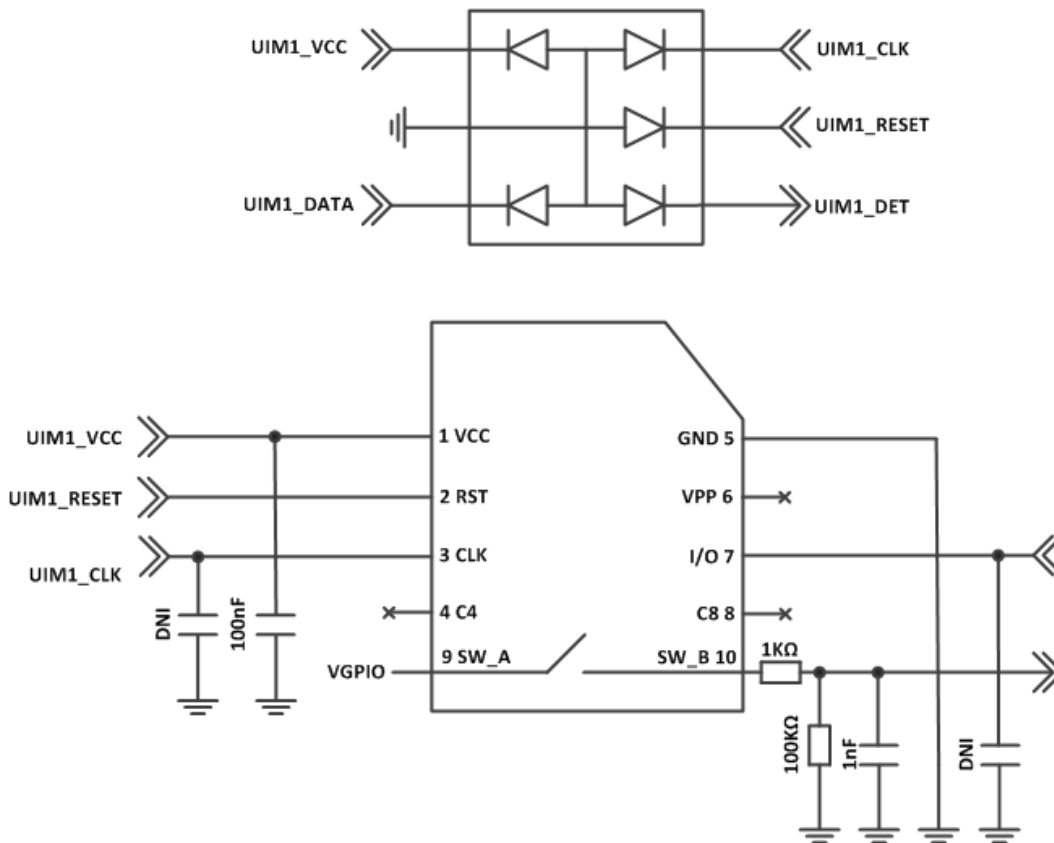 UIM1_VCC
UIM1_CLK
UIM1_RESET
UIM1_DATA
UIM1_DET
UIM1_VCC
1 VCC
GND 5
UIM1_RESET
2 RST
VPP 6
UIM1_CLK
3 CLK
I/O 7
DNI
100nF
4 C4
C8 8
VGPIO
9 SW_A
SW_B 10
1KΩ
100KΩ
1nF
DNI